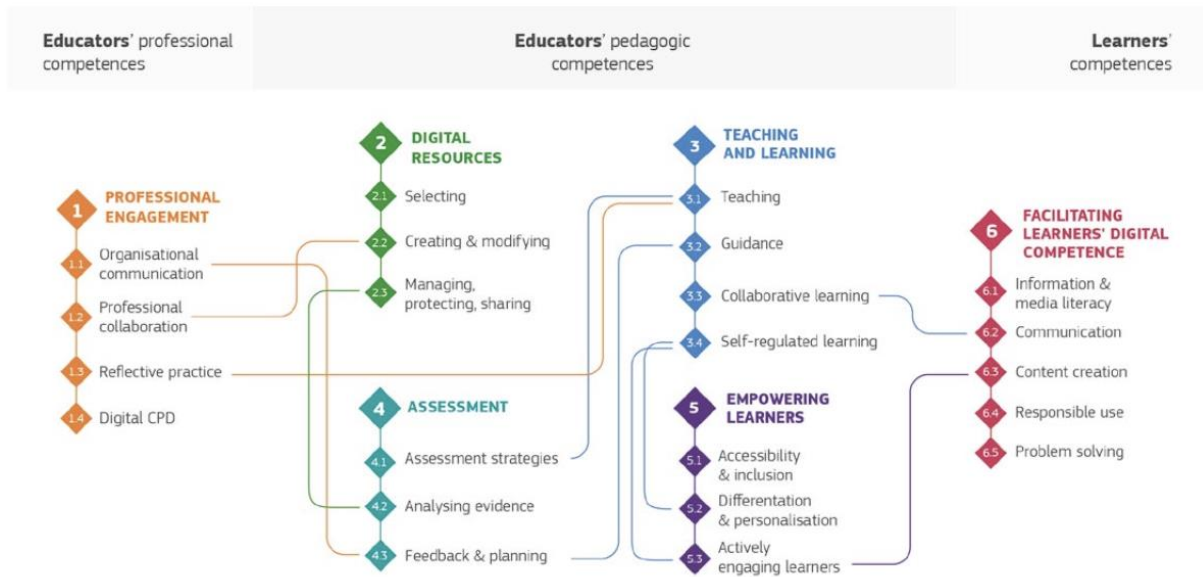 Educators' professional
competences
Educators' pedagogic
competences
Learners'
competences
1
PROFESSIONAL
ENGAGEMENT
1.1
Organisational
communication
1.2
Professional
collaboration
1.3
Reflective practice
1.4
Digital CPD
2
DIGITAL
RESOURCES
2.1
Selecting
2.2
Creating & modifying
2.3
Managing,
protecting, sharing
3
TEACHING
AND LEARNING
3.1
Teaching
3.2
Guidance
3.3
Collaborative learning
3.4
Self-regulated learning
4
ASSESSMENT
4.1
Assessment strategies
4.2
Analysing evidence
4.3
Feedback & planning
5
EMPOWERING
LEARNERS
5.1
Accessibility
& inclusion
5.2
Differentation
& personalisation
5.3
Actively
engaging learners
6
FACILITATING
LEARNERS' DIGITAL
COMPETENCE
6.1
Information &
media literacy
6.2
Communication
6.3
Content creation
6.4
Responsible use
6.5
Problem solving